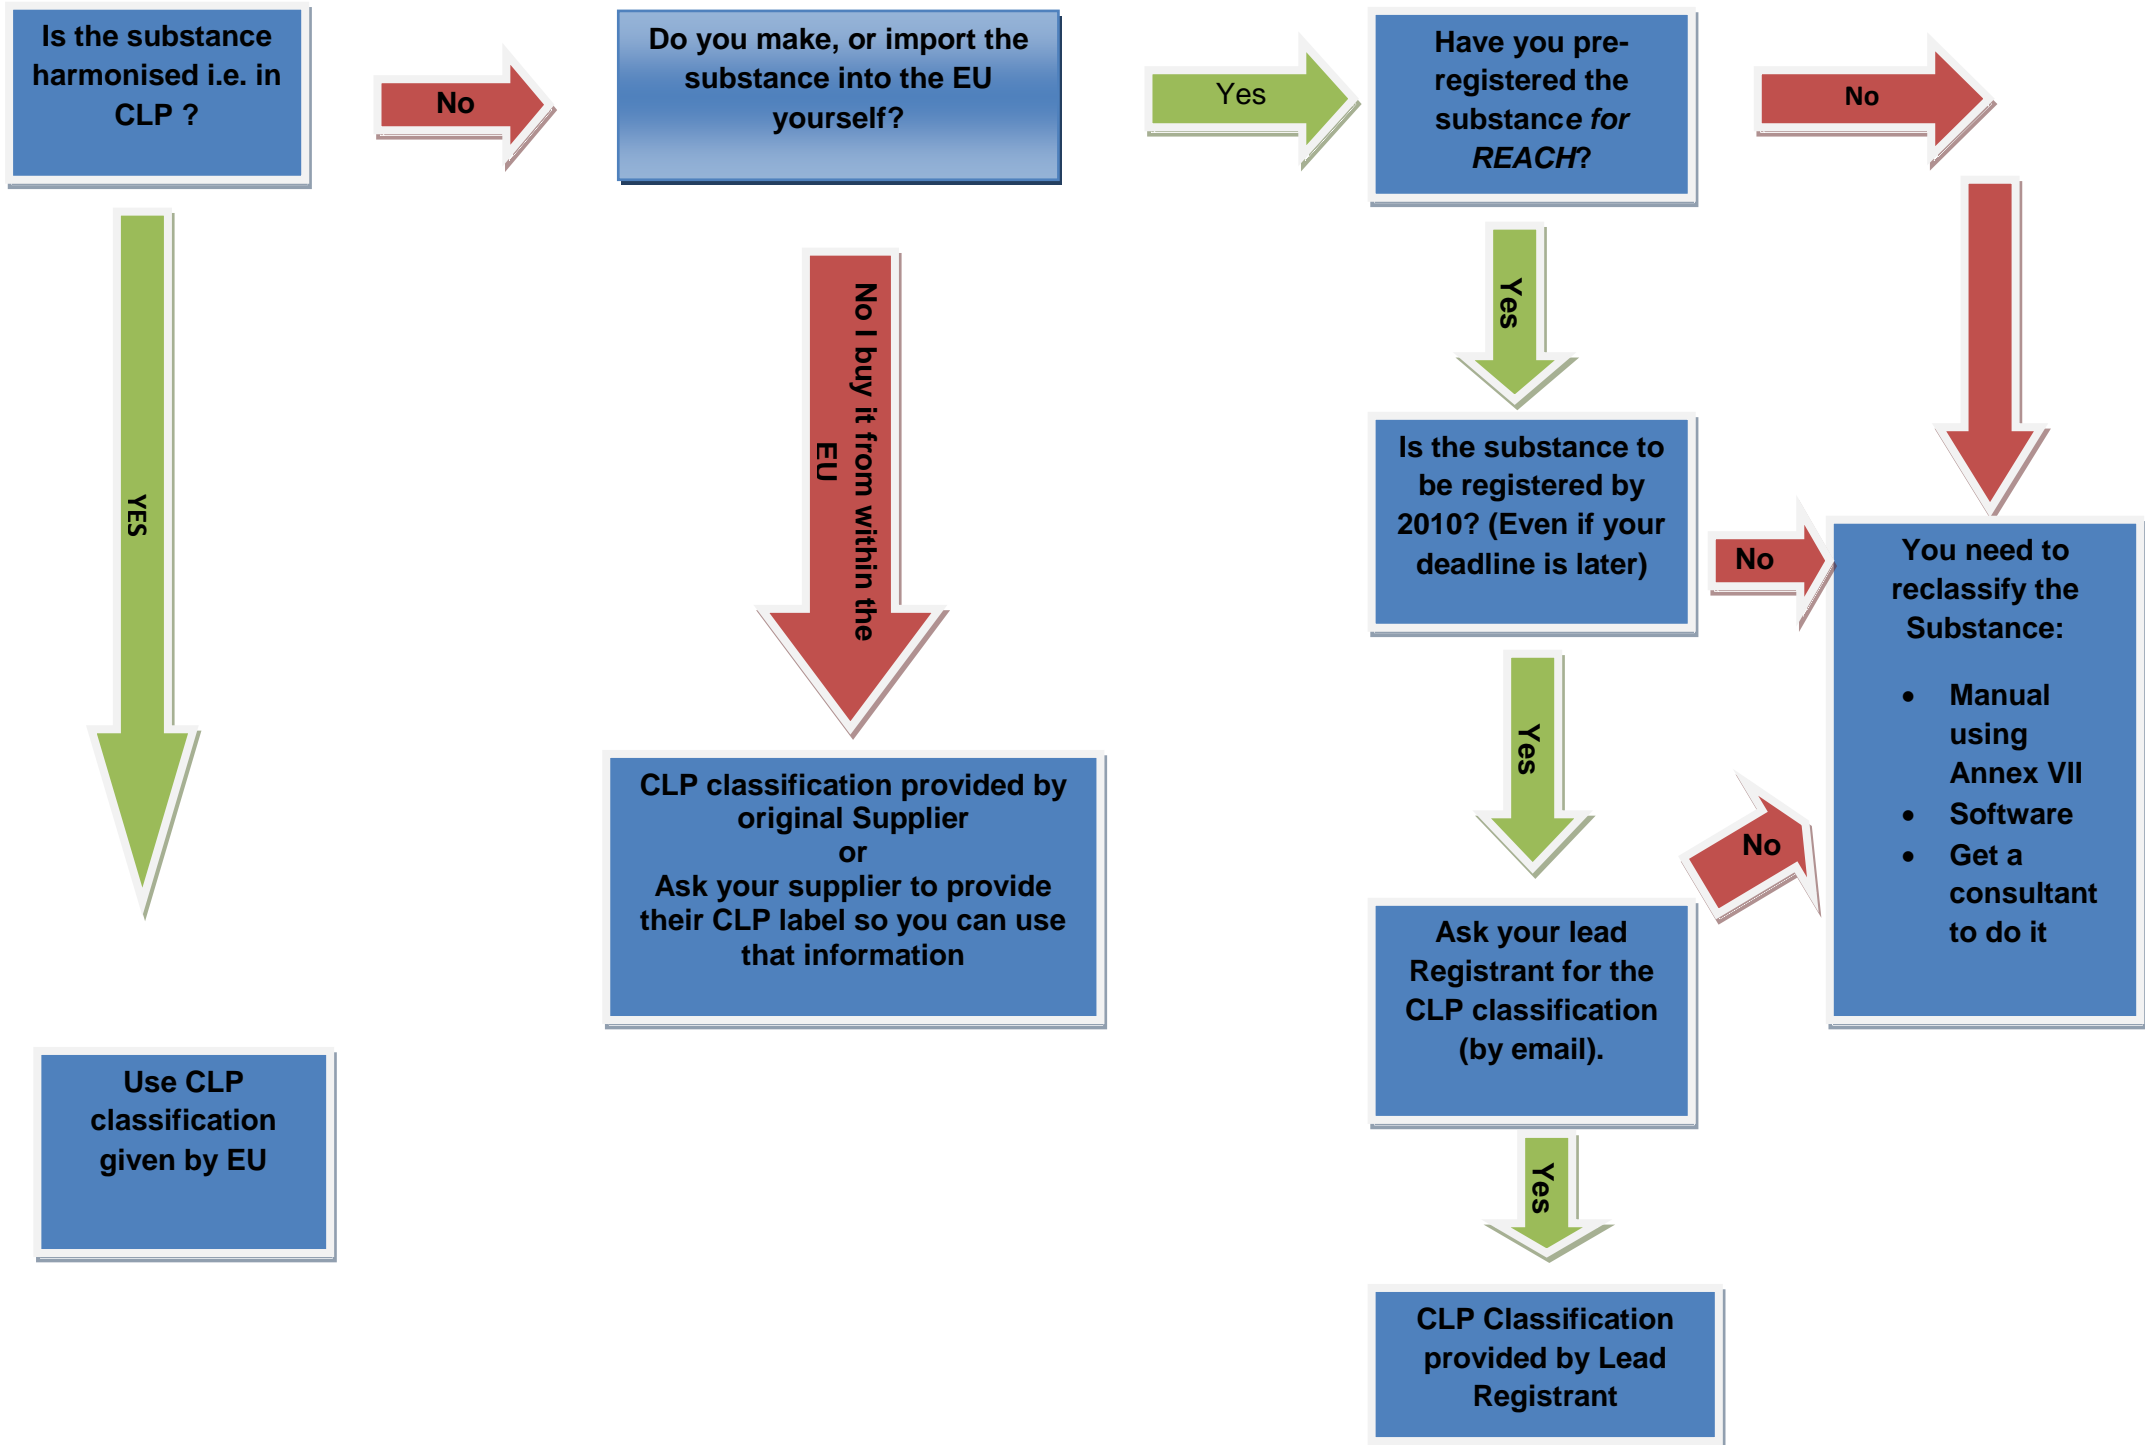 Is the substance
harmonised i.e. in
CLP ?
No
Do you make, or import the
substance into the EU
yourself?
Yes
Have you pre-
registered the
substance for
REACH?
No
YES
No I buy it from within the
EU
Yes
Is the substance to
be registered by
2010? (Even if your
deadline is later)
No
You need to
reclassify the
Substance:
• Manual
using
Annex VII
• Software
• Get a
consultant
to do it
Yes
No
CLP classification provided by
original Supplier
or
Ask your supplier to provide
their CLP label so you can use
that information
Ask your lead
Registrant for the
CLP classification
(by email).
Use CLP
classification
given by EU
Yes
CLP Classification
provided by Lead
Registrant